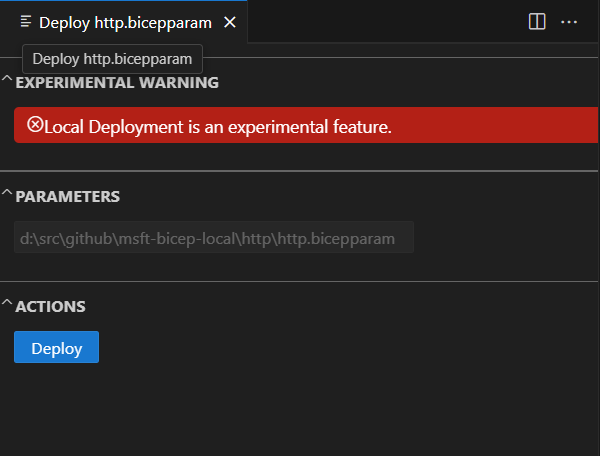 Deploy http.bicepparam
Deploy http.bicepparam
EXPERIMENTAL WARNING
Local Deployment is an experimental feature.
PARAMETERS
d:\src\github\msft-bicep-local\http\http.bicepparam
ACTIONS
Deploy